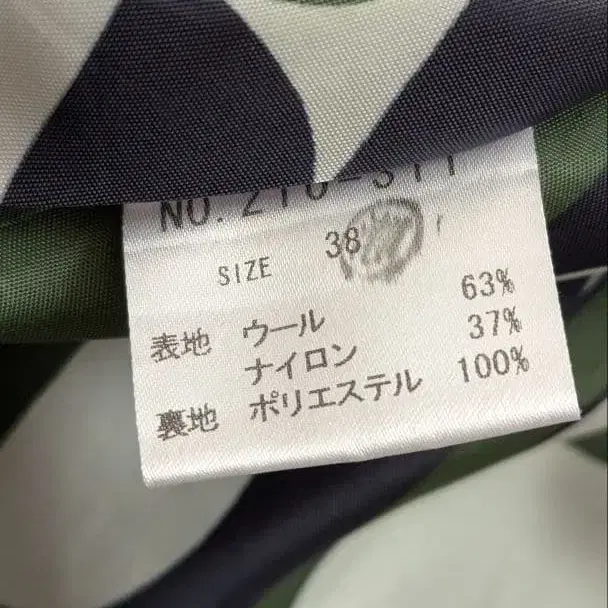 NO.
SIZE 38
表地 ウール 63%
ナイロン 37%
裏地 ポリエステル 100%